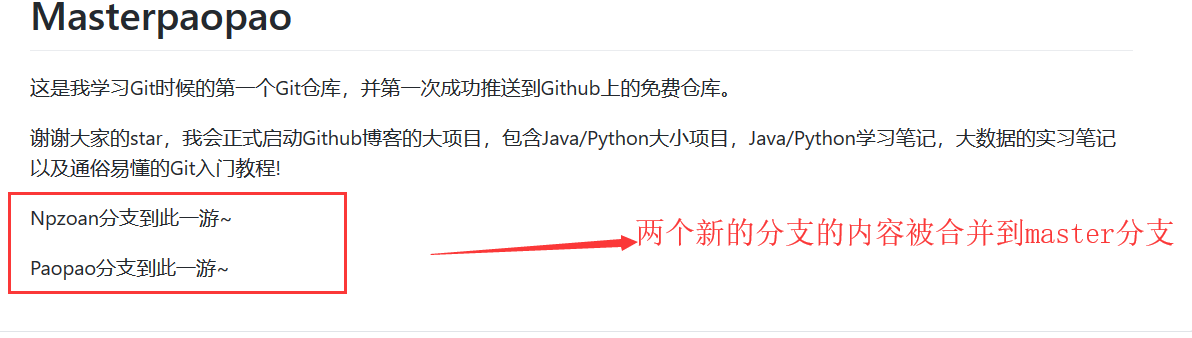 Masterpaopao
这是我学习Git时候的第一个Git仓库，并第一次成功推送到Github上的免费仓库。
谢谢大家的star，我会正式启动Github博客的大项目，包含Java/Python大小项目，Java/Python学习笔记，大数据的实习笔记
以及通俗易懂的Git入门教程!
Npzoan分支到此一游~
两个新的分支的内容被合并到master分支
Paopao分支到此一游~